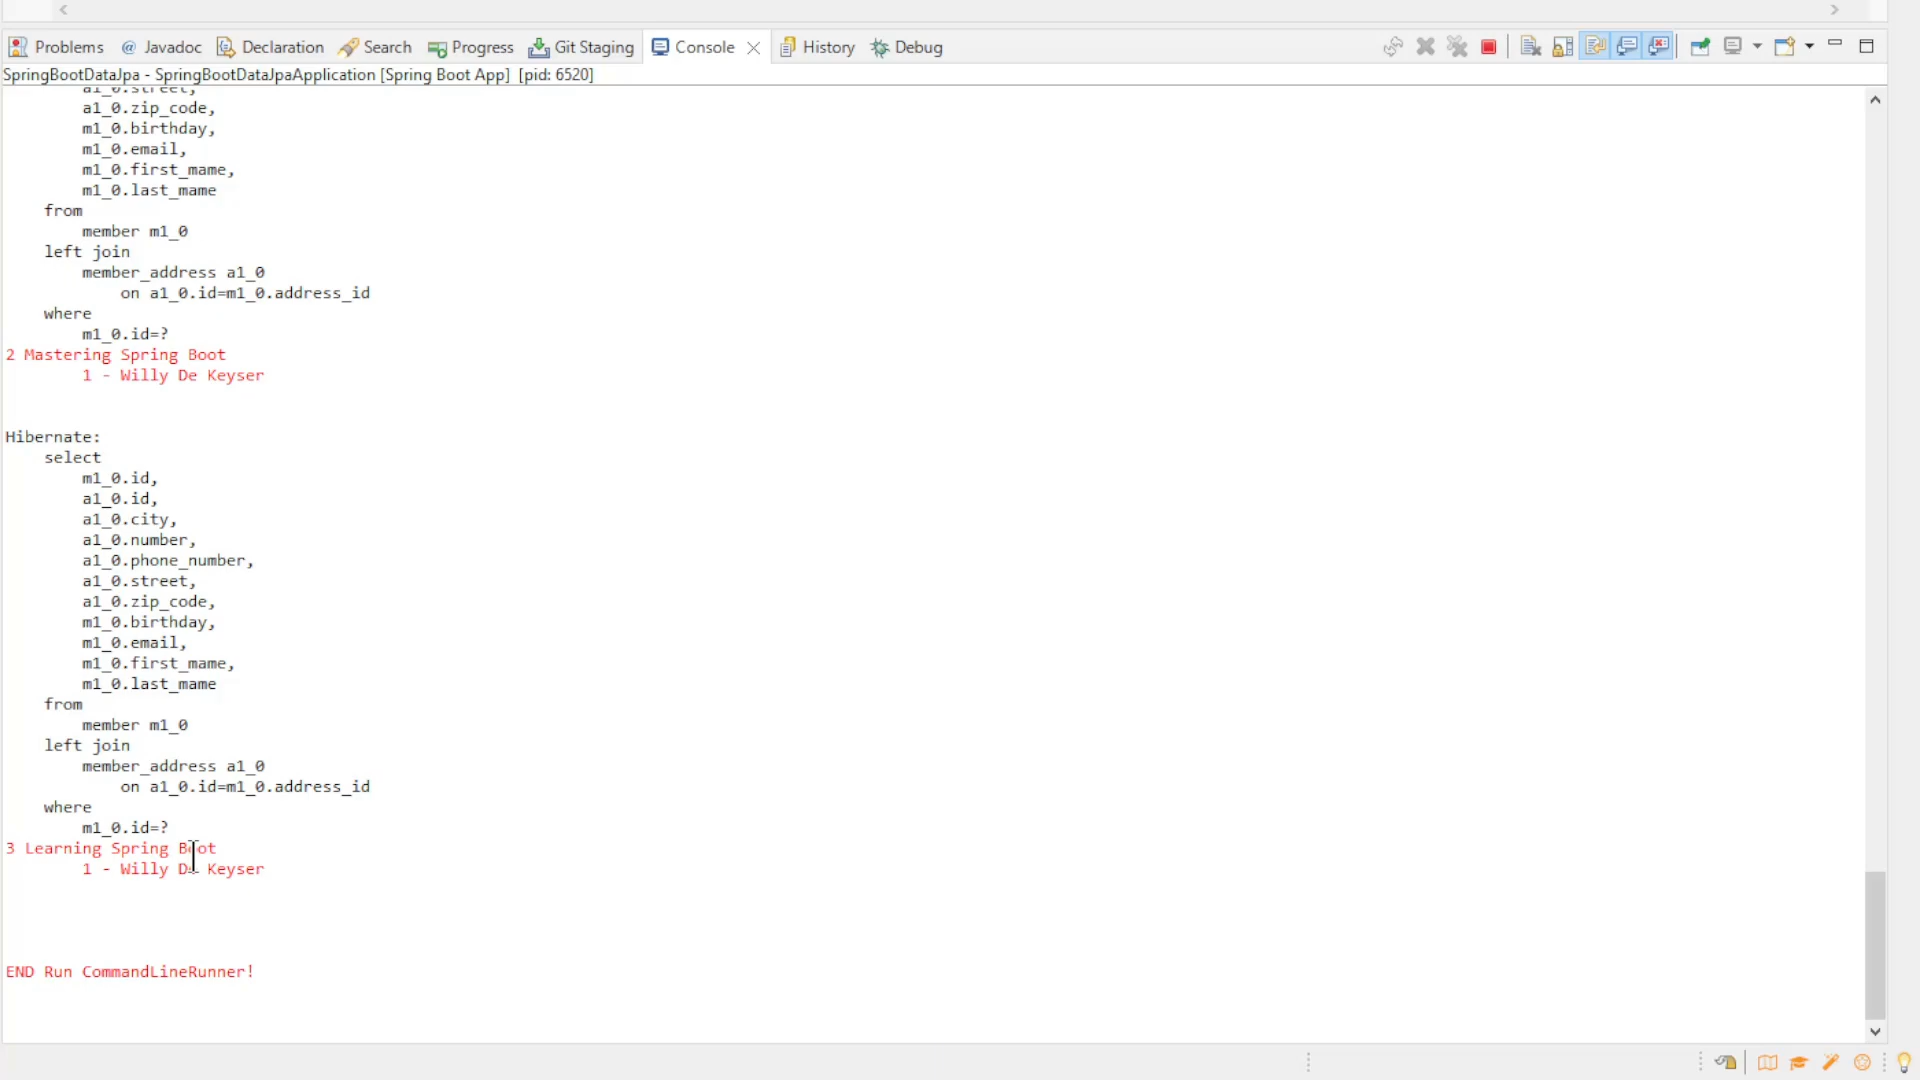 Problems @ Javadoc Declaration Search Progress Git Staging Console History Debug
SpringBootDataJpa - SpringBootDataJpaApplication [Spring Boot App] [pid: 6520]
a1_0.street,
a1_0.zip_code,
m1_0.birthday,
m1_0.email,
m1_0.first_mame,
m1_0.last_mame
from
member m1_0
left join
member_address a1_0
on a1_0.id=m1_0.address_id
where
m1_0.id=?
2 Mastering Spring Boot
1 - Willy De Keyser
Hibernate:
select
m1_0.id,
a1_0.id,
a1_0.city,
a1_0.number,
a1_0.phone_number,
a1_0.street,
a1_0.zip_code,
m1_0.birthday,
m1_0.email,
m1_0.first_mame,
m1_0.last_mame
from
member m1_0
left join
member_address a1_0
on a1_0.id=m1_0.address_id
where
m1_0.id=?
3 Learning Spring Boot
1 - Willy De Keyser
END Run CommandLineRunner!